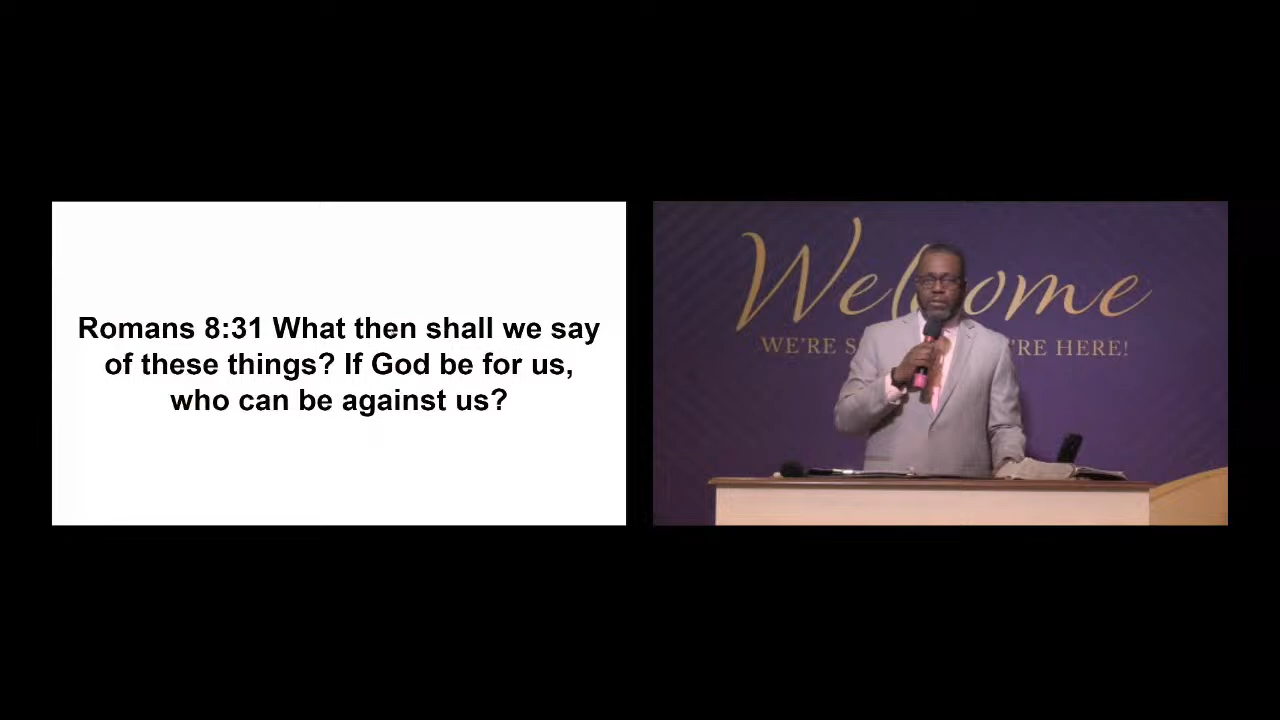 Romans 8:31 What then shall we say
of these things? If God be for us,
who can be against us?
Welcome
WE'RE S 'RE HERE!